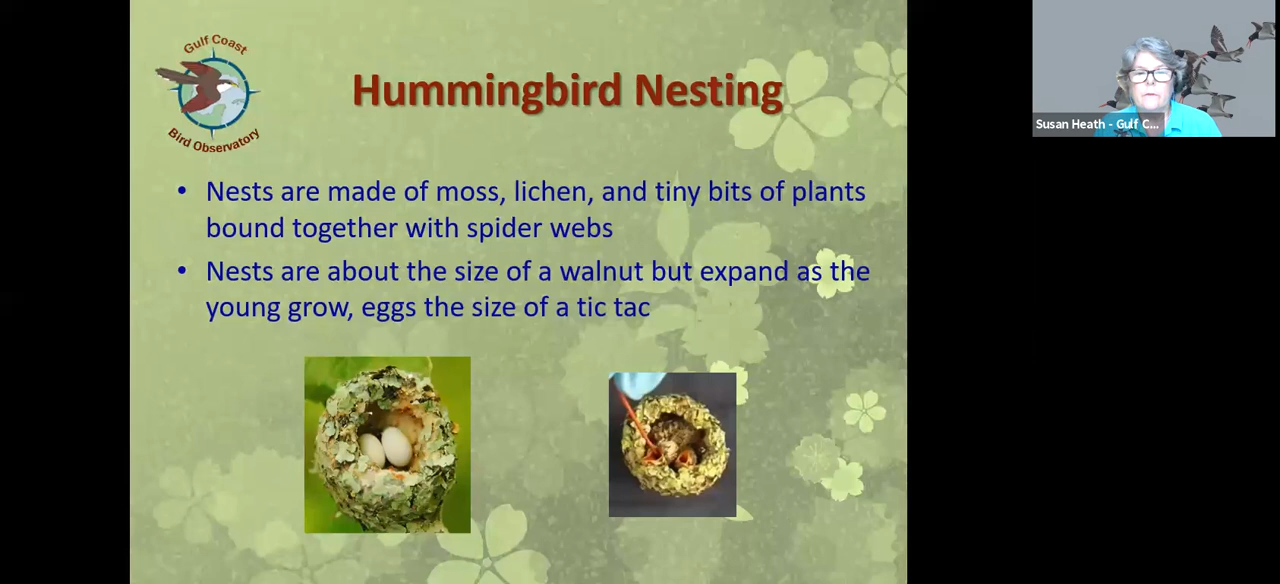 Gulf Coast
Bird Observatory
Hummingbird Nesting
• Nests are made of moss, lichen, and tiny bits of plants
bound together with spider webs
• Nests are about the size of a walnut but expand as the
young grow, eggs the size of a tic tac
Susan Heath - Gulf C...